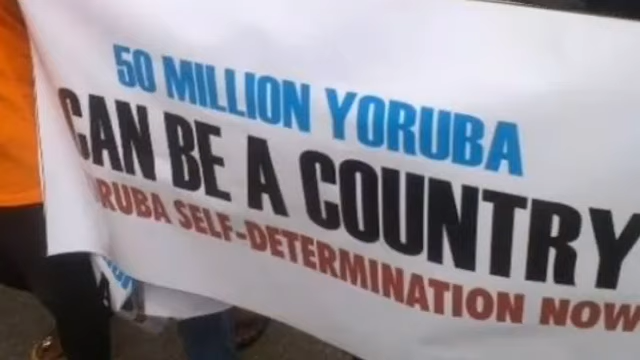 50 MILLION YORUBA
CAN BE A COUNTRY
YORUBA SELF-DETERMINATION NOW